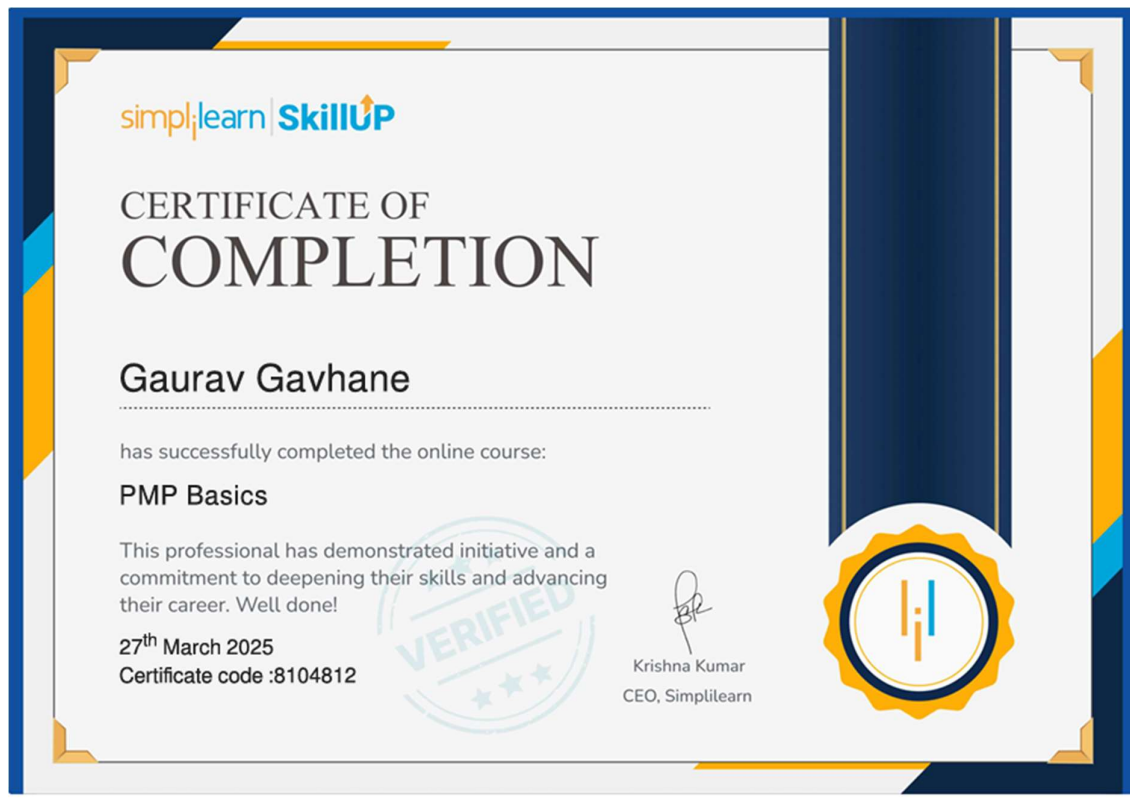 simplilearn | SkillUP
CERTIFICATE OF
COMPLETION
Gaurav Gavhane
has successfully completed the online course:
PMP Basics
This professional has demonstrated initiative and a
commitment to deepening their skills and advancing
their career. Well done!
VERIFIED
27th March 2025
Certificate code :8104812
Krishna Kumar
CEO, Simplilearn